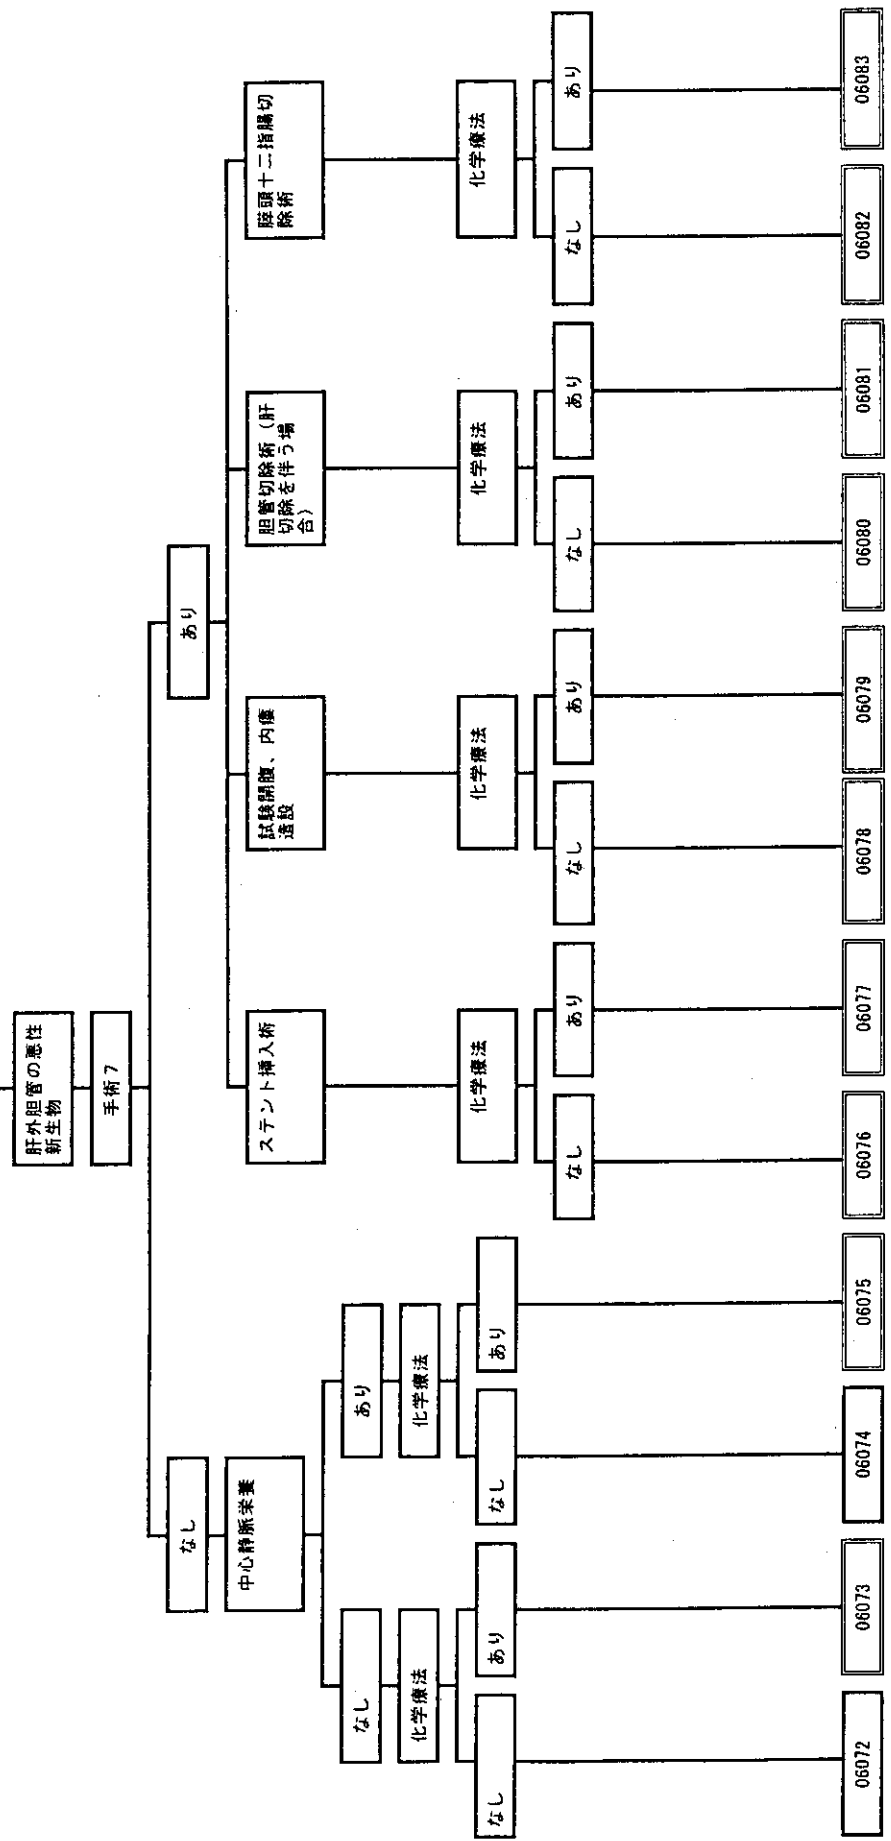 肝外胆管の悪性
新生物
手術7
なし
あり
中心静脈栄養
ステント挿入術
試験開腹、内瘻
造設
胆管切除術（肝
切除を伴う場
合）
膵頭十二指腸切
除術
なし
あり
化学療法
化学療法
化学療法
化学療法
化学療法
化学療法
なし
あり
なし
あり
なし
あり
なし
あり
なし
あり
なし
あり
06072
06073
06074
06075
06076
06077
06078
06079
06080
06081
06082
06083